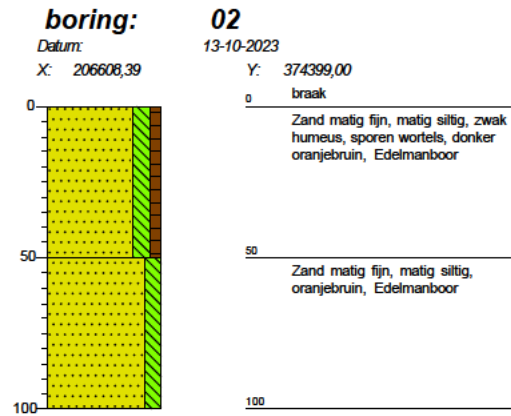 boring: 02
Datum: 13-10-2023
X: 206608,39 Y: 374399,00
0 0 braak
Zand matig fijn, matig siltig, zwak
humeus, sporen wortels, donker
oranjebruin, Edelmanboor
50 50
Zand matig fijn, matig siltig,
oranjebruin, Edelmanboor
100 100